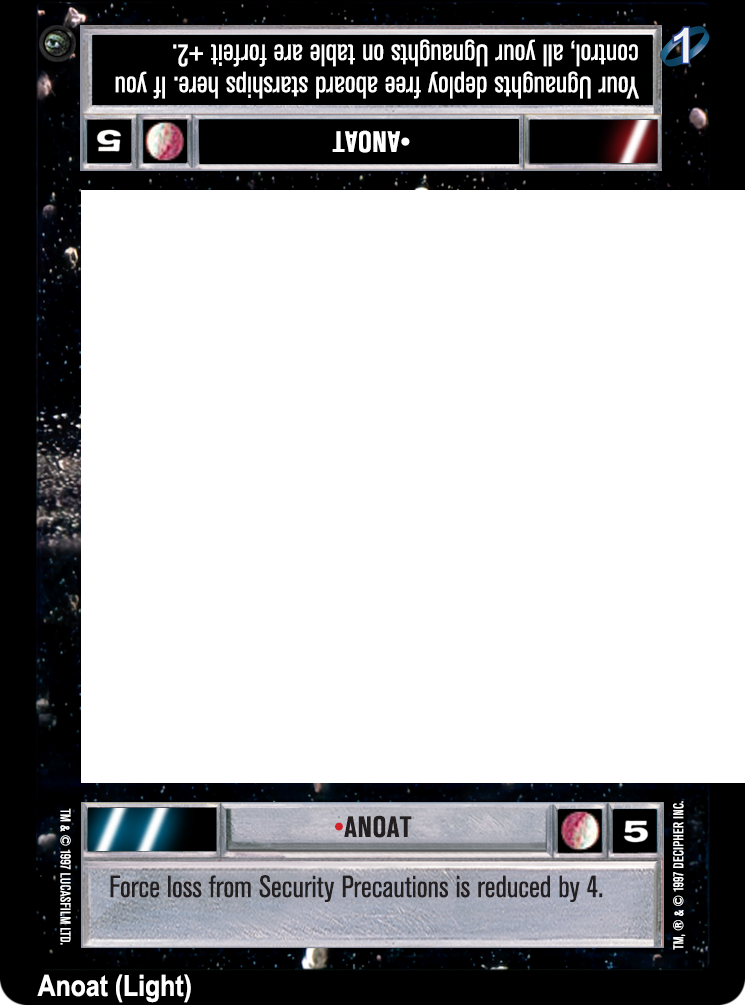 Your Ugnaughts deploy free aboard starships here. If you
control, all your Ugnaughts on table are forfeit +2.
1
5
•ANOAT
•ANOAT
5
Force loss from Security Precautions is reduced by 4.
TM & © 1997 LUCASFILM LTD.
TM, ® & © 1997 DECIPHER INC.
Anoat (Light)